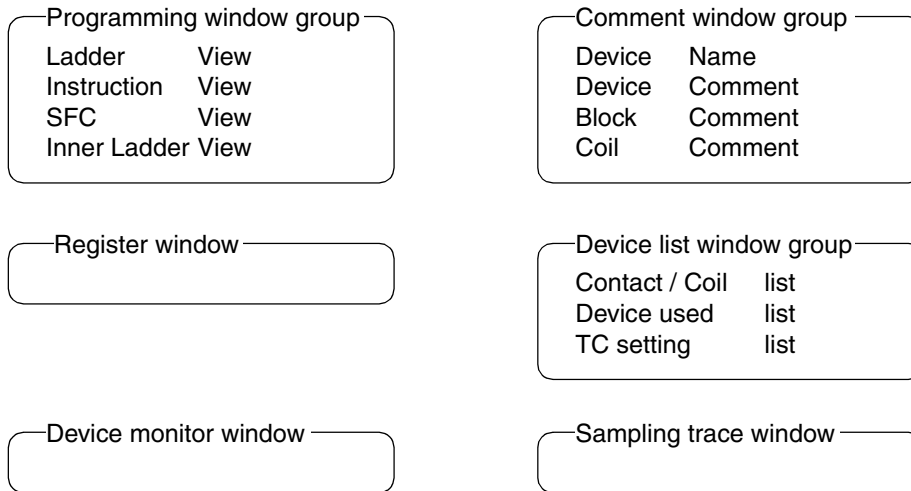 Programming window group
Ladder View
Instruction View
SFC View
Inner Ladder View
Comment window group
Device Name
Device Comment
Block Comment
Coil Comment
Register window
Device list window group
Contact / Coil list
Device used list
TC setting list
Device monitor window
Sampling trace window